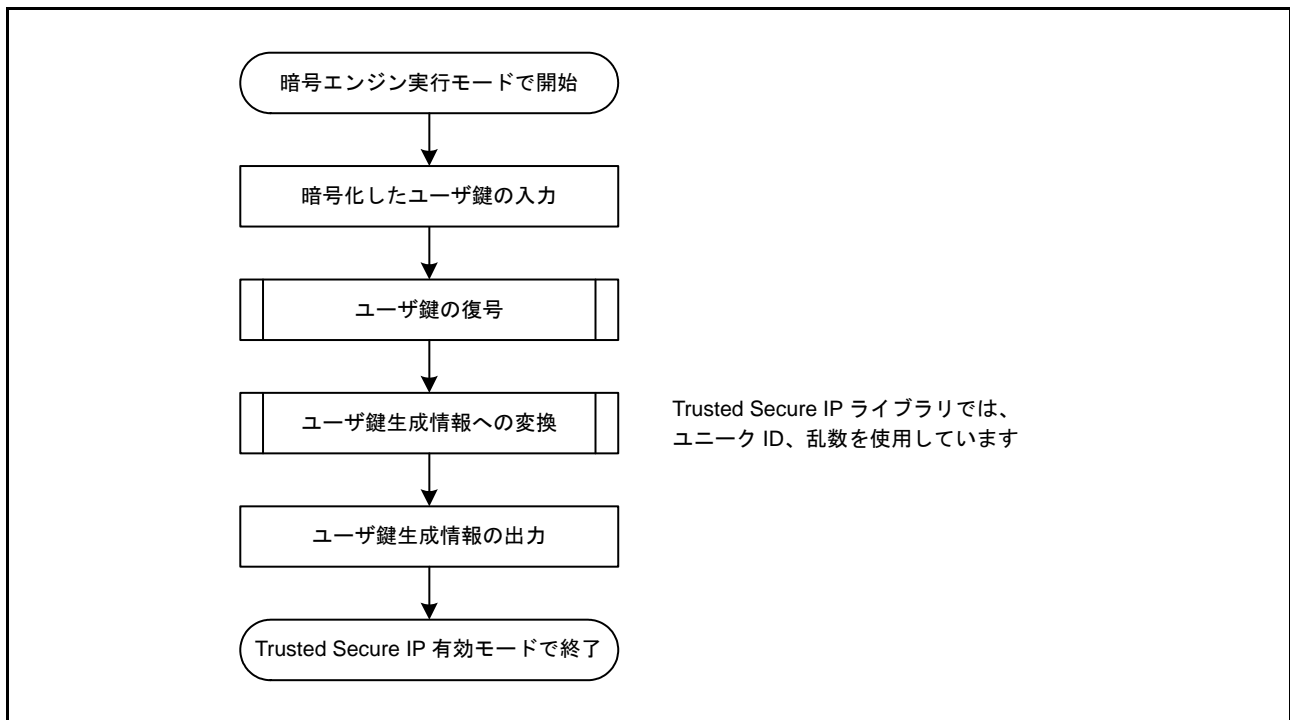 暗号エンジン実行モードで開始
暗号化したユーザ鍵の入力
ユーザ鍵の復号
ユーザ鍵生成情報への変換
Trusted Secure IP ライブラリでは、
ユニーク ID、乱数を使用しています
ユーザ鍵生成情報の出力
Trusted Secure IP 有効モードで終了